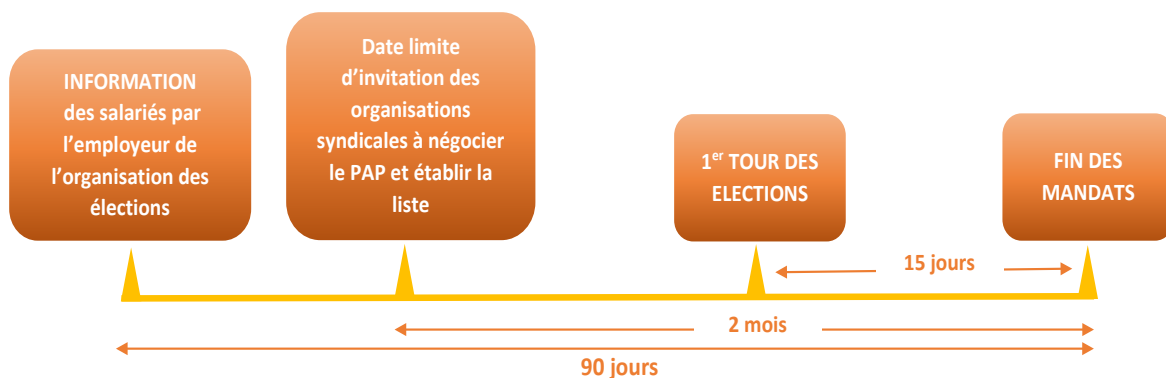 INFORMATION
des salariés par
l’employeur de
l’organisation des
élections
Date limite
d’invitation des
organisations
syndicales à négocier
le PAP et établir la
liste
1er TOUR DES
ELECTIONS
FIN DES
MANDATS
15 jours
2 mois
90 jours